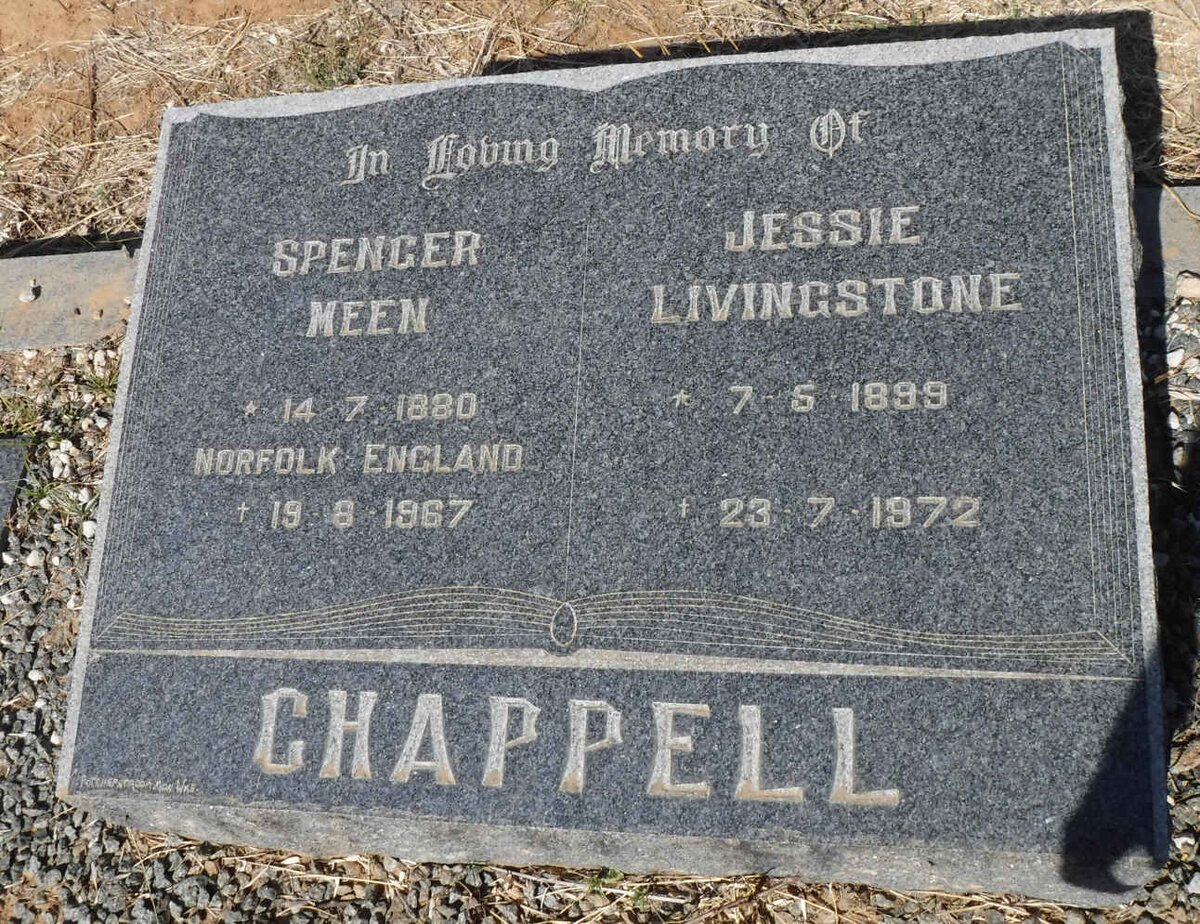 In Loving Memory Of
SPENCER
MEEN
* 14·7·1880
NORFOLK ENGLAND
† 19·8·1967
JESSIE
LIVINGSTONE
* 7·5·1899
† 23·7·1972
CHAPPELL